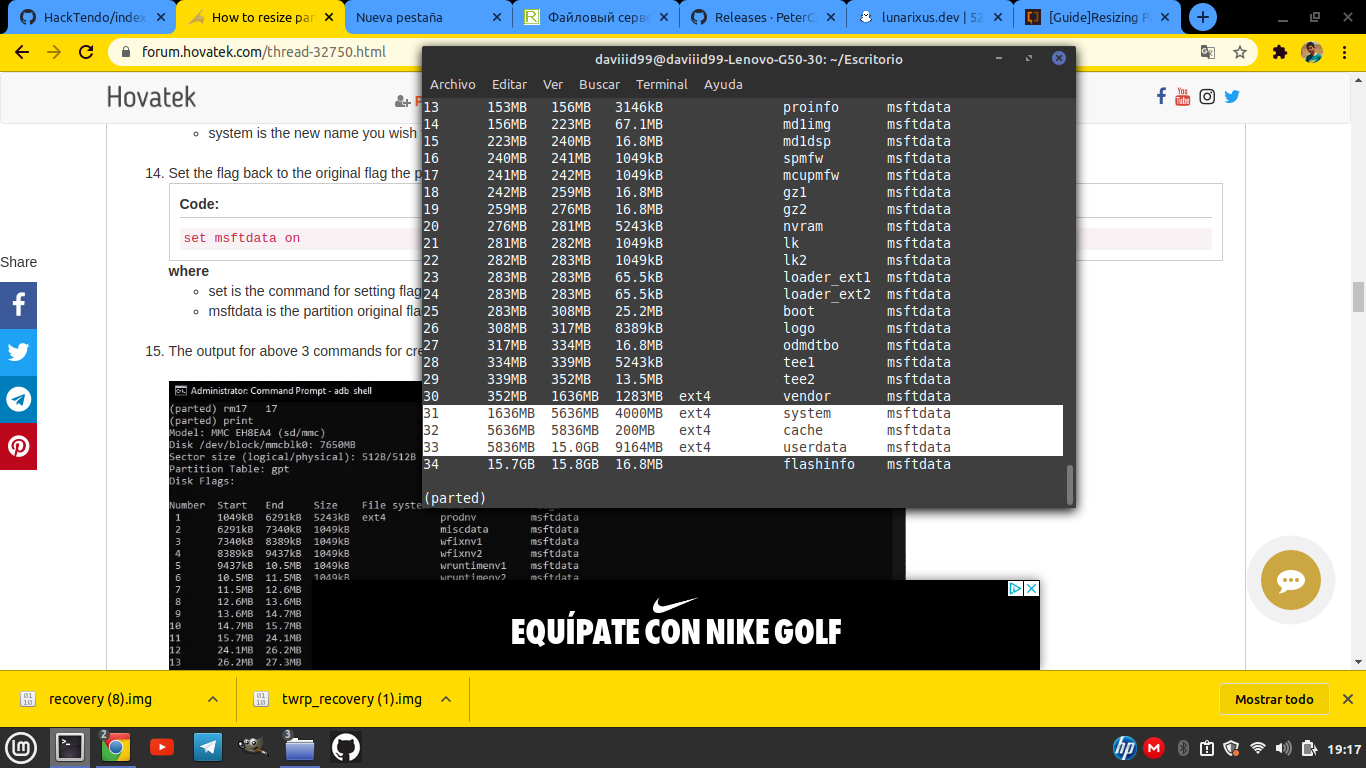 HackTendo/index
How to resize par
Nueva pestaña
Файловый серве
Releases · PeterCx
lunarixus.dev | 52
[Guide]Resizing P
forum.hovatek.com/thread-32750.html
Hovatek
system is the new name you wish
14. Set the flag back to the original flag the p
Code:
set msftdata on
where
set is the command for setting flag
msftdata is the partition original fla
15. The output for above 3 commands for cre
Share
daviiid99@daviiid99-Lenovo-G50-30: ~/Escritorio
Archivo Editar Ver Buscar Terminal Ayuda
13 153MB 156MB 3146kB proinfo msftdata
14 156MB 223MB 67.1MB md1img msftdata
15 223MB 240MB 16.8MB md1dsp msftdata
16 240MB 241MB 1049kB spmfw msftdata
17 241MB 242MB 1049kB mcupmfw msftdata
18 242MB 259MB 16.8MB gz1 msftdata
19 259MB 276MB 16.8MB gz2 msftdata
20 276MB 281MB 5243kB nvram msftdata
21 281MB 282MB 1049kB lk msftdata
22 282MB 283MB 1049kB lk2 msftdata
23 283MB 283MB 65.5kB loader_ext1 msftdata
24 283MB 283MB 65.5kB loader_ext2 msftdata
25 283MB 308MB 25.2MB boot msftdata
26 308MB 317MB 8389kB logo msftdata
27 317MB 334MB 16.8MB odmdtbo msftdata
28 334MB 339MB 5243kB tee1 msftdata
29 339MB 352MB 13.5MB tee2 msftdata
30 352MB 1636MB 1283MB ext4 vendor msftdata
31 1636MB 5636MB 4000MB ext4 system msftdata
32 5636MB 5836MB 200MB ext4 cache msftdata
33 5836MB 15.0GB 9164MB ext4 userdata msftdata
34 15.7GB 15.8GB 16.8MB flashinfo msftdata
(parted)
Administrator: Command Prompt - adb shell
(parted) rm17 17
(parted) print
Model: MMC EH8EA4 (sd/mmc)
Disk /dev/block/mmcblk0: 7650MB
Sector size (logical/physical): 512B/512B
Partition Table: gpt
Disk Flags:
Number Start End Size File system
1 1049kB 6291kB 5243kB ext4 prodnv msftdata
2 6291kB 7340kB 1049kB miscdata msftdata
3 7340kB 8389kB 1049kB wfixnv1 msftdata
4 8389kB 9437kB 1049kB wfixnv2 msftdata
5 9437kB 10.5MB 1049kB wruntimenv1 msftdata
6 10.5MB 11.5MB 1049kB wruntimenv2 msftdata
7 11.5MB 12.6MB
8 12.6MB 13.6MB
9 13.6MB 14.7MB
10 14.7MB 15.7MB
11 15.7MB 24.1MB
12 24.1MB 26.2MB
13 26.2MB 27.3MB
EQUÍPATE CON NIKE GOLF
recovery (8).img
twrp_recovery (1).img
Mostrar todo
2
3
19:17